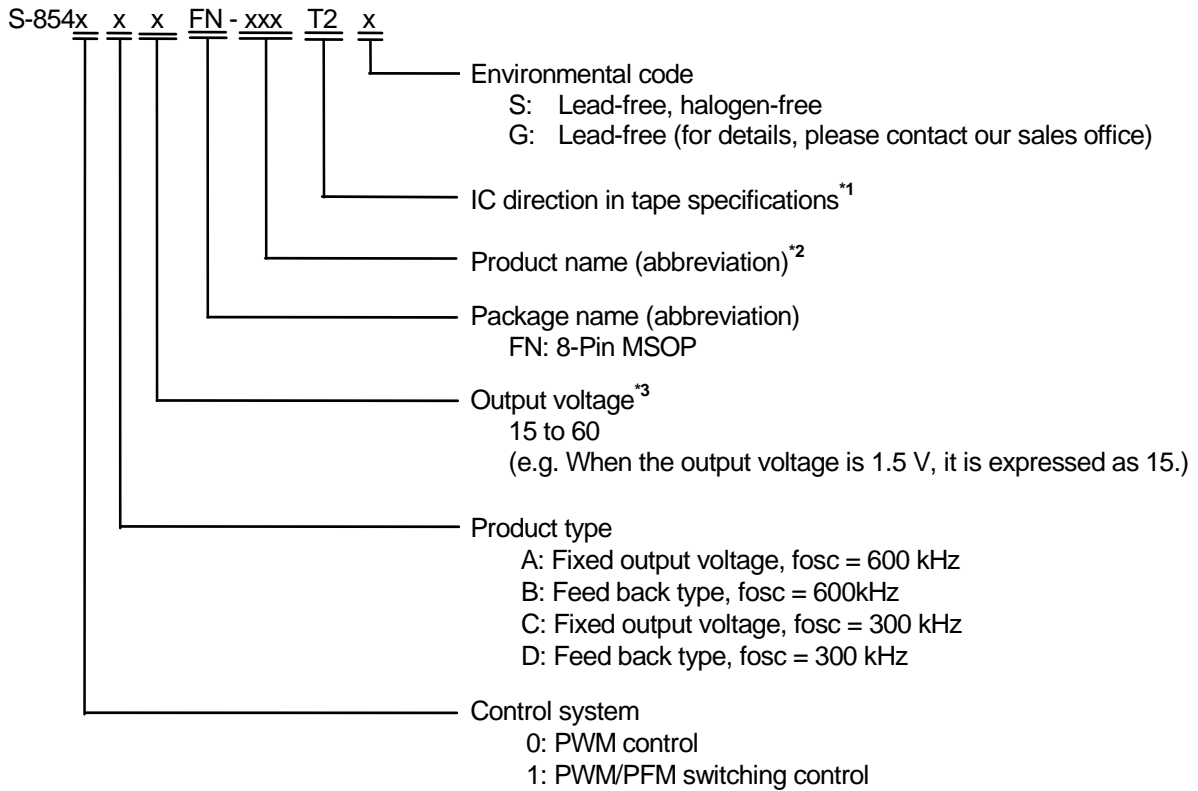 S-854x x x FN - xxx T2 x
Environmental code
S: Lead-free, halogen-free
G: Lead-free (for details, please contact our sales office)
IC direction in tape specifications*1
Product name (abbreviation)*2
Package name (abbreviation)
FN: 8-Pin MSOP
Output voltage*3
15 to 60
(e.g. When the output voltage is 1.5 V, it is expressed as 15.)
Product type
A: Fixed output voltage, fosc = 600 kHz
B: Feed back type, fosc = 600kHz
C: Fixed output voltage, fosc = 300 kHz
D: Feed back type, fosc = 300 kHz
Control system
0: PWM control
1: PWM/PFM switching control